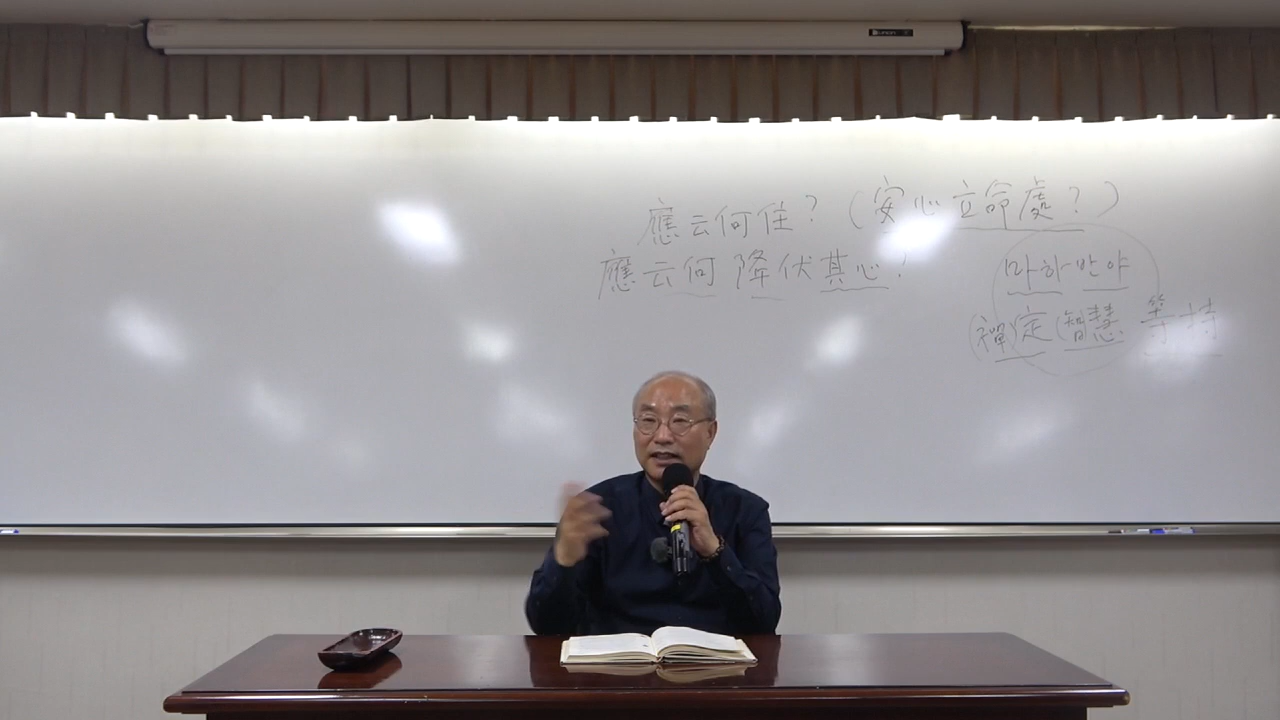 應云何住? (安心立命處?)
應云何 降伏其心?
마하반야
(禪)定(智)慧 等持